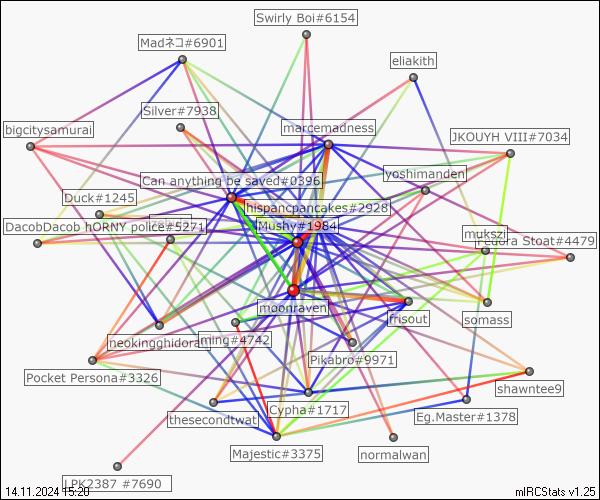 Swirly Boi#6154
Madネコ#6901
eliakith
Silver#7938
bigcitysamurai
marcemadness
JKOUYH VIII#7034
yoshimanden
Can anything be saved#0396
Duck#1245
hispancpancakes#2928
DacobDacob hORNY police#5271
Mushy#1984
mukszi
Fedora Stoat#4479
moonraven
frisout
somass
neokingghidora
ming#4742
Pikabro#9971
Pocket Persona#3326
shawntee9
thesecondtwat
Cypha#1717
Eg.Master#1378
Majestic#3375
normalwan
LPK2387 #7690
14.11.2024 15:20
mIRCStats v1.25